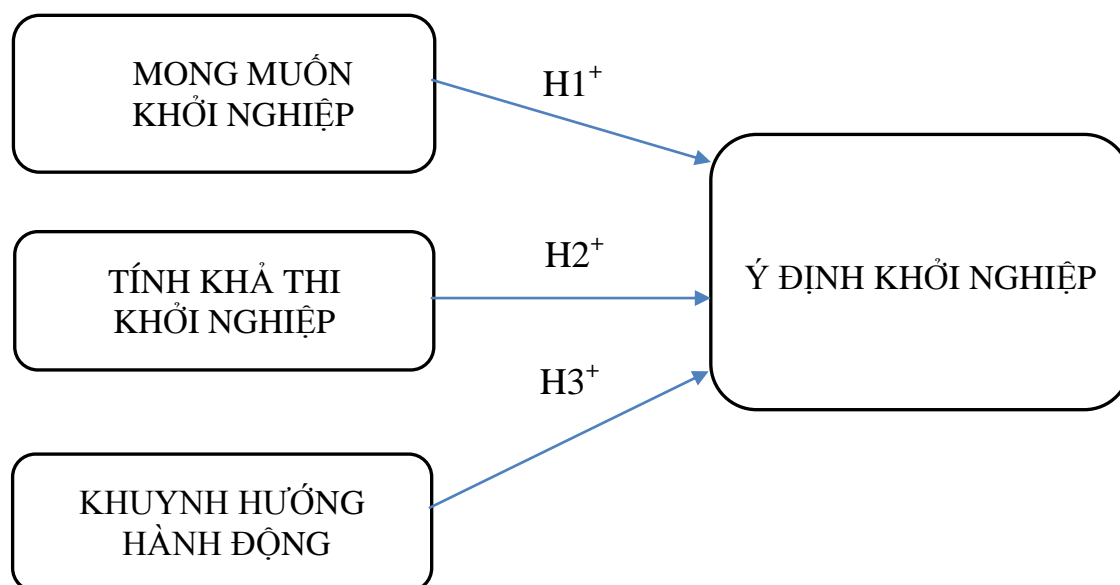 MONG MUỐN
KHỞI NGHIỆP
H1⁺
TÍNH KHẢ THI
KHỞI NGHIỆP
H2⁺
Ý ĐỊNH KHỞI NGHIỆP
H3⁺
KHUYNH HƯỚNG
HÀNH ĐỘNG